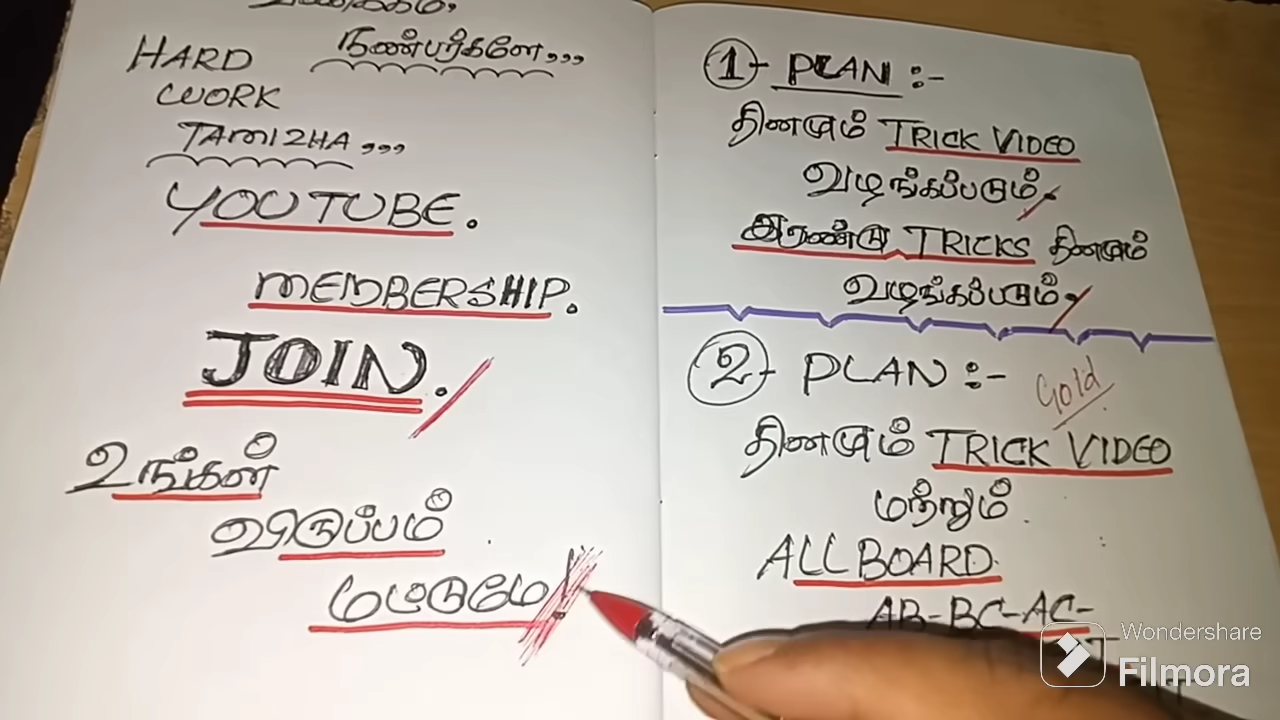 வணக்கம்,
HARD நண்பர்களே,,,
WORK
TAMIZHA,,,
YOUTUBE.
MEMBERSHIP.
JOIN.
உங்கள்
விருப்பம்
மட்டுமே!
1 - PLAN :-
தினமும் TRICK VIDEO
வழங்கப்படும்.
இரண்டு TRICKS தினமும்
வழங்கப்படும்.
2 - PLAN :- Gold
தினமும் TRICK VIDEO
மற்றும்.
ALL BOARD.
AB-BC-AC-
Wondershare
Filmora